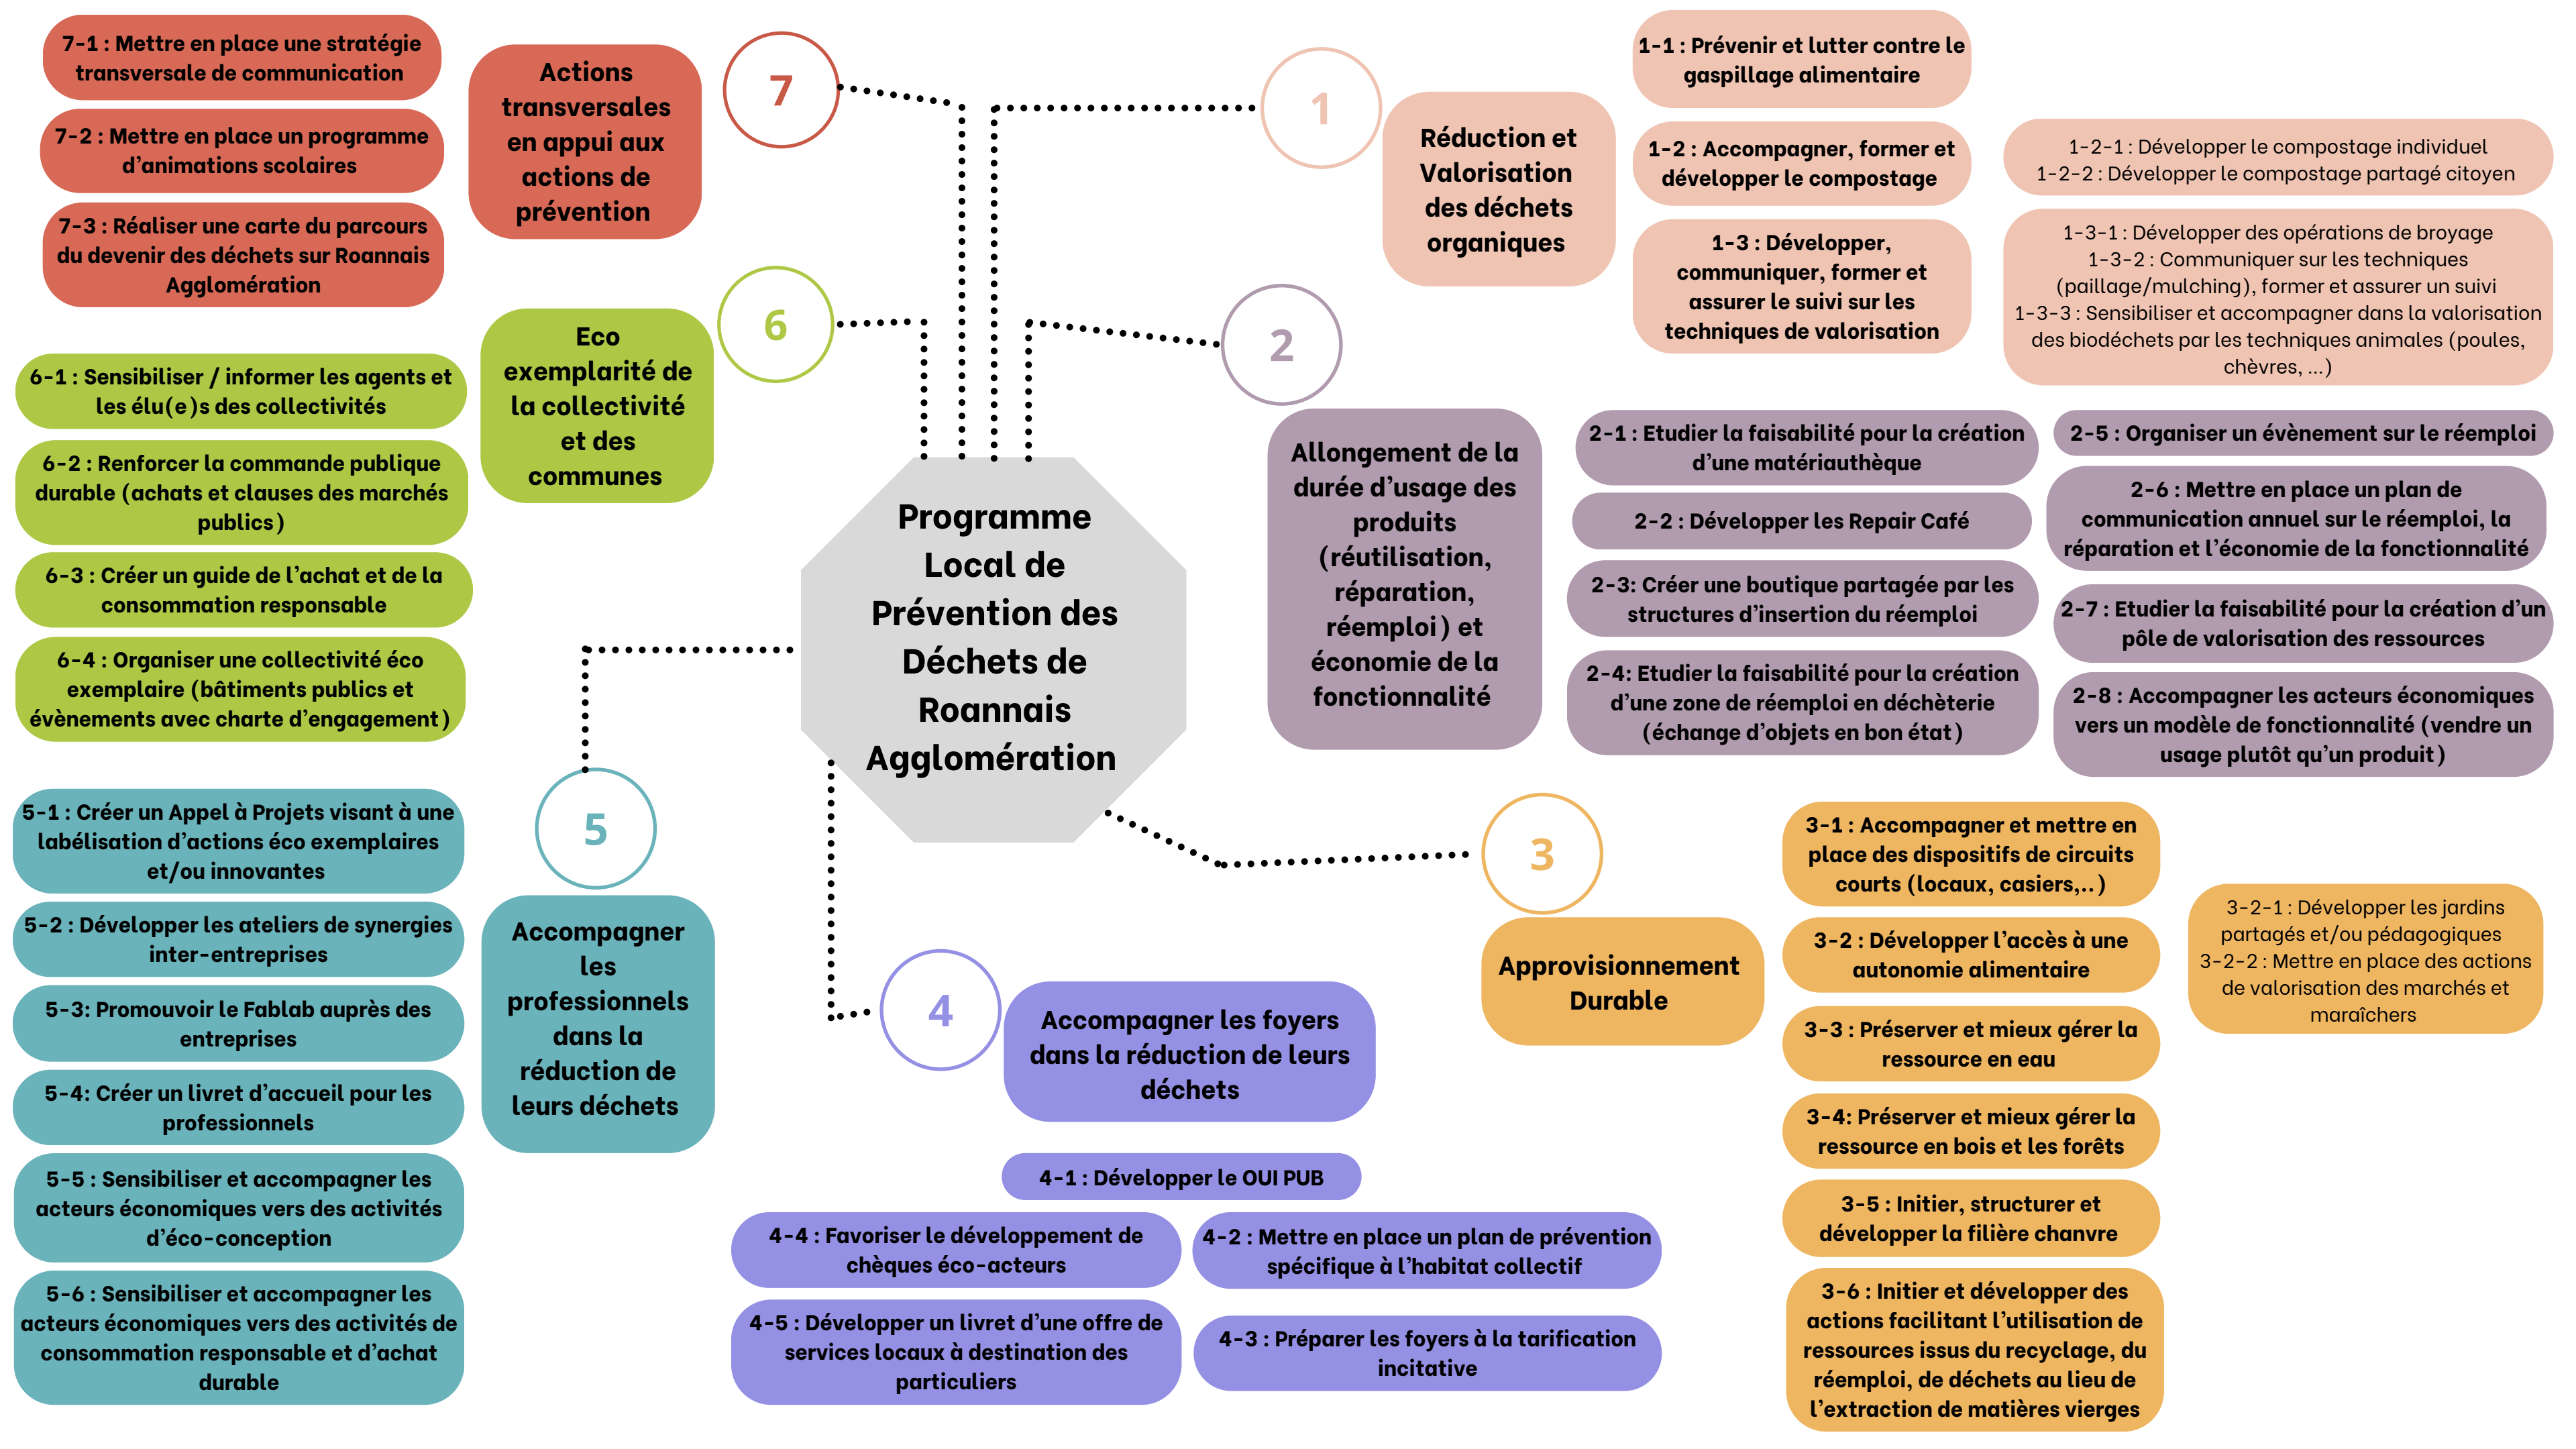 Programme
Local de
Prévention des
Déchets de
Roannais
Agglomération
1
Réduction et
Valorisation
des déchets
organiques
1-1 : Prévenir et lutter contre le
gaspillage alimentaire
1-2 : Accompagner, former et
développer le compostage
1-2-1 : Développer le compostage individuel
1-2-2 : Développer le compostage partagé citoyen
1-3 : Développer,
communiquer, former et
assurer le suivi sur les
techniques de valorisation
1-3-1 : Développer des opérations de broyage
1-3-2 : Communiquer sur les techniques
(paillage/mulching), former et assurer un suivi
1-3-3 : Sensibiliser et accompagner dans la valorisation
des biodéchets par les techniques animales (poules,
chèvres, ...)
2
Allongement de la
durée d'usage des
produits
(réutilisation,
réparation,
réemploi) et
économie de la
fonctionnalité
2-1 : Etudier la faisabilité pour la création
d'une matériauthèque
2-2 : Développer les Repair Café
2-3: Créer une boutique partagée par les
structures d'insertion du réemploi
2-4: Etudier la faisabilité pour la création
d'une zone de réemploi en déchèterie
(échange d'objets en bon état)
2-5 : Organiser un évènement sur le réemploi
2-6 : Mettre en place un plan de
communication annuel sur le réemploi, la
réparation et l'économie de la fonctionnalité
2-7 : Etudier la faisabilité pour la création d'un
pôle de valorisation des ressources
2-8 : Accompagner les acteurs économiques
vers un modèle de fonctionnalité (vendre un
usage plutôt qu'un produit)
3
Approvisionnement
Durable
3-1 : Accompagner et mettre en
place des dispositifs de circuits
courts (locaux, casiers,..)
3-2 : Développer l'accès à une
autonomie alimentaire
3-2-1 : Développer les jardins
partagés et/ou pédagogiques
3-2-2 : Mettre en place des actions
de valorisation des marchés et
maraîchers
3-3 : Préserver et mieux gérer la
ressource en eau
3-4: Préserver et mieux gérer la
ressource en bois et les forêts
3-5 : Initier, structurer et
développer la filière chanvre
3-6 : Initier et développer des
actions facilitant l'utilisation de
ressources issus du recyclage, du
réemploi, de déchets au lieu de
l'extraction de matières vierges
4
Accompagner les foyers
dans la réduction de leurs
déchets
4-1 : Développer le OUI PUB
4-2 : Mettre en place un plan de prévention
spécifique à l'habitat collectif
4-3 : Préparer les foyers à la tarification
incitative
4-4 : Favoriser le développement de
chèques éco-acteurs
4-5 : Développer un livret d'une offre de
services locaux à destination des
particuliers
5
Accompagner
les
professionnels
dans la
réduction de
leurs déchets
5-1 : Créer un Appel à Projets visant à une
labélisation d'actions éco exemplaires
et/ou innovantes
5-2 : Développer les ateliers de synergies
inter-entreprises
5-3: Promouvoir le Fablab auprès des
entreprises
5-4: Créer un livret d'accueil pour les
professionnels
5-5 : Sensibiliser et accompagner les
acteurs économiques vers des activités
d'éco-conception
5-6 : Sensibiliser et accompagner les
acteurs économiques vers des activités de
consommation responsable et d'achat
durable
6
Eco
exemplarité de
la collectivité
et des
communes
6-1 : Sensibiliser / informer les agents et
les élu(e)s des collectivités
6-2 : Renforcer la commande publique
durable (achats et clauses des marchés
publics)
6-3 : Créer un guide de l'achat et de la
consommation responsable
6-4 : Organiser une collectivité éco
exemplaire (bâtiments publics et
évènements avec charte d'engagement)
7
Actions
transversales
en appui aux
actions de
prévention
7-1 : Mettre en place une stratégie
transversale de communication
7-2 : Mettre en place un programme
d'animations scolaires
7-3 : Réaliser une carte du parcours
du devenir des déchets sur Roannais
Agglomération